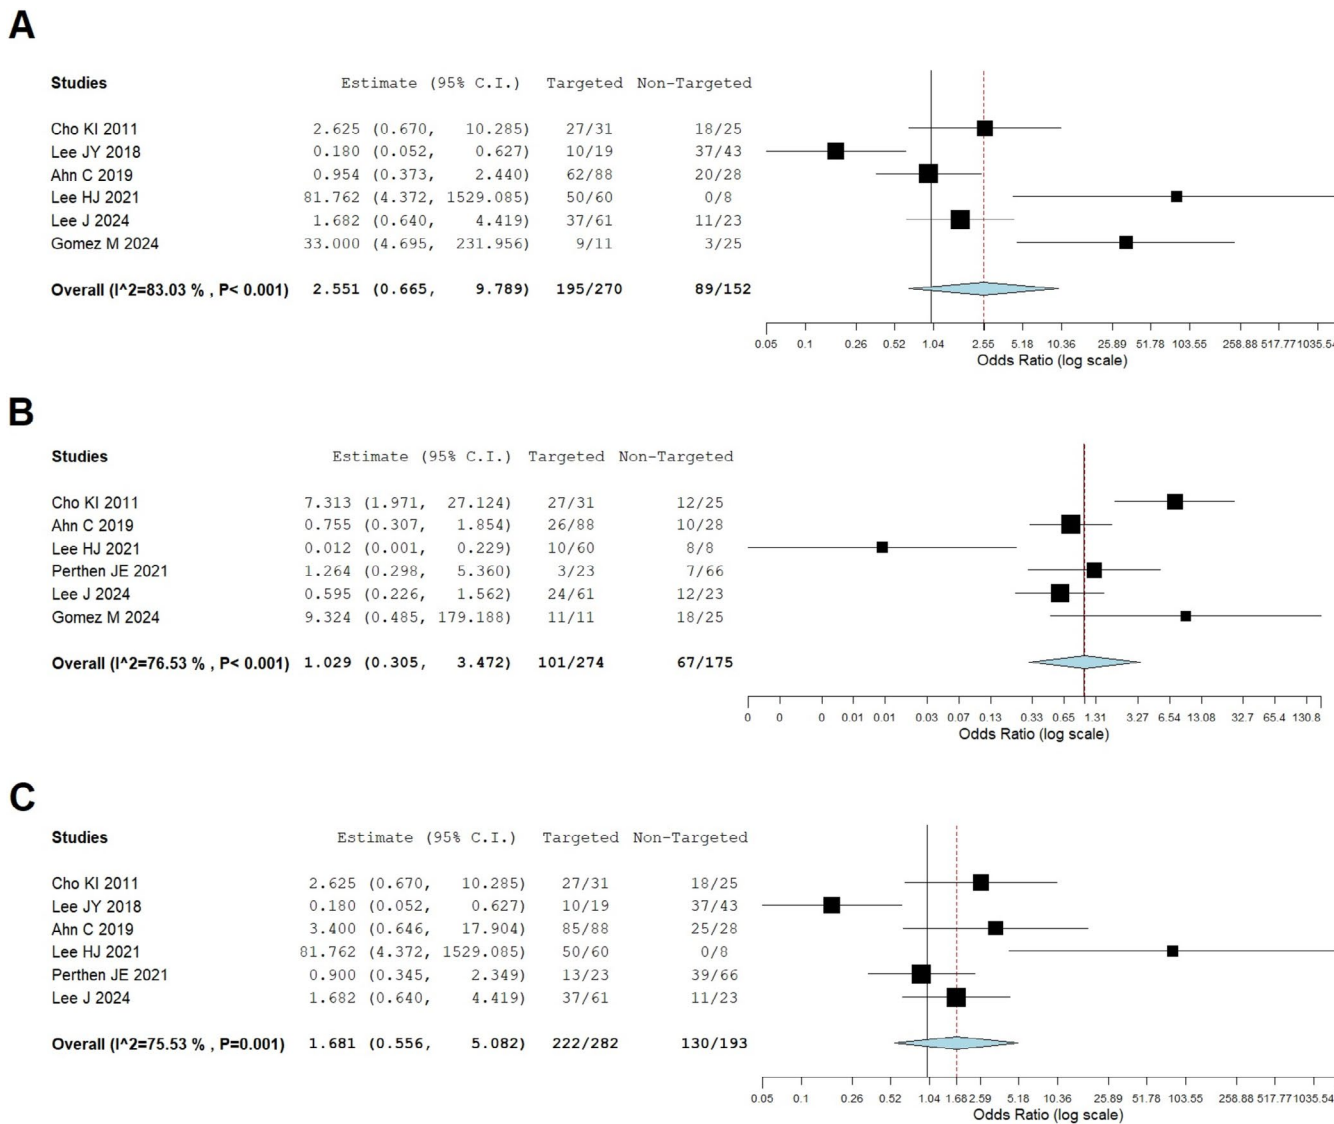 A
Studies Estimate (95% C.I.) Targeted Non-Targeted
Cho KI 2011 2.625 (0.670, 10.285) 27/31 18/25
Lee JY 2018 0.180 (0.052, 0.627) 10/19 37/43
Ahn C 2019 0.954 (0.373, 2.440) 62/88 20/28
Lee HJ 2021 81.762 (4.372, 1529.085) 50/60 0/8
Lee J 2024 1.682 (0.640, 4.419) 37/61 11/23
Gomez M 2024 33.000 (4.695, 231.956) 9/11 3/25
Overall (I^2=83.03 % , P< 0.001) 2.551 (0.665, 9.789) 195/270 89/152
0.05 0.1 0.26 0.52 1.04 2.55 5.18 10.36 25.89 51.78 103.55 258.88 517.77 1035.54
Odds Ratio (log scale)
B
Studies Estimate (95% C.I.) Targeted Non-Targeted
Cho KI 2011 7.313 (1.971, 27.124) 27/31 12/25
Ahn C 2019 0.755 (0.307, 1.854) 26/88 10/28
Lee HJ 2021 0.012 (0.001, 0.229) 10/60 8/8
Perthen JE 2021 1.264 (0.298, 5.360) 3/23 7/66
Lee J 2024 0.595 (0.226, 1.562) 24/61 12/23
Gomez M 2024 9.324 (0.485, 179.188) 11/11 18/25
Overall (I^2=76.53 % , P< 0.001) 1.029 (0.305, 3.472) 101/274 67/175
0 0 0 0.01 0.01 0.03 0.07 0.13 0.33 0.65 1.31 3.27 6.54 13.08 32.7 65.4 130.8
Odds Ratio (log scale)
C
Studies Estimate (95% C.I.) Targeted Non-Targeted
Cho KI 2011 2.625 (0.670, 10.285) 27/31 18/25
Lee JY 2018 0.180 (0.052, 0.627) 10/19 37/43
Ahn C 2019 3.400 (0.646, 17.904) 85/88 25/28
Lee HJ 2021 81.762 (4.372, 1529.085) 50/60 0/8
Perthen JE 2021 0.900 (0.345, 2.349) 13/23 39/66
Lee J 2024 1.682 (0.640, 4.419) 37/61 11/23
Overall (I^2=75.53 % , P=0.001) 1.681 (0.556, 5.082) 222/282 130/193
0.05 0.1 0.26 0.52 1.04 1.68 2.59 5.18 10.36 25.89 51.78 103.55 258.88 517.77 1035.54
Odds Ratio (log scale)